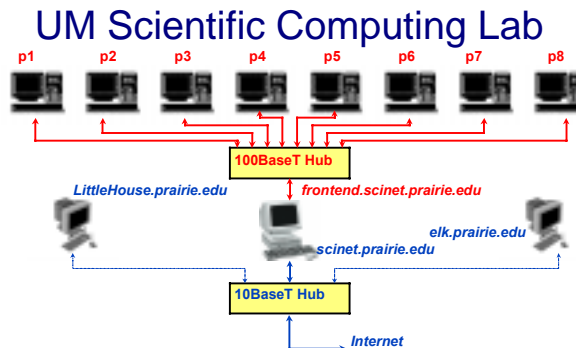 UM Scientific Computing Lab
p1 p2 p3 p4 p5 p6 p7 p8
100BaseT Hub
LittleHouse.prairie.edu frontend.scinet.prairie.edu
elk.prairie.edu
scinet.prairie.edu
10BaseT Hub
Internet